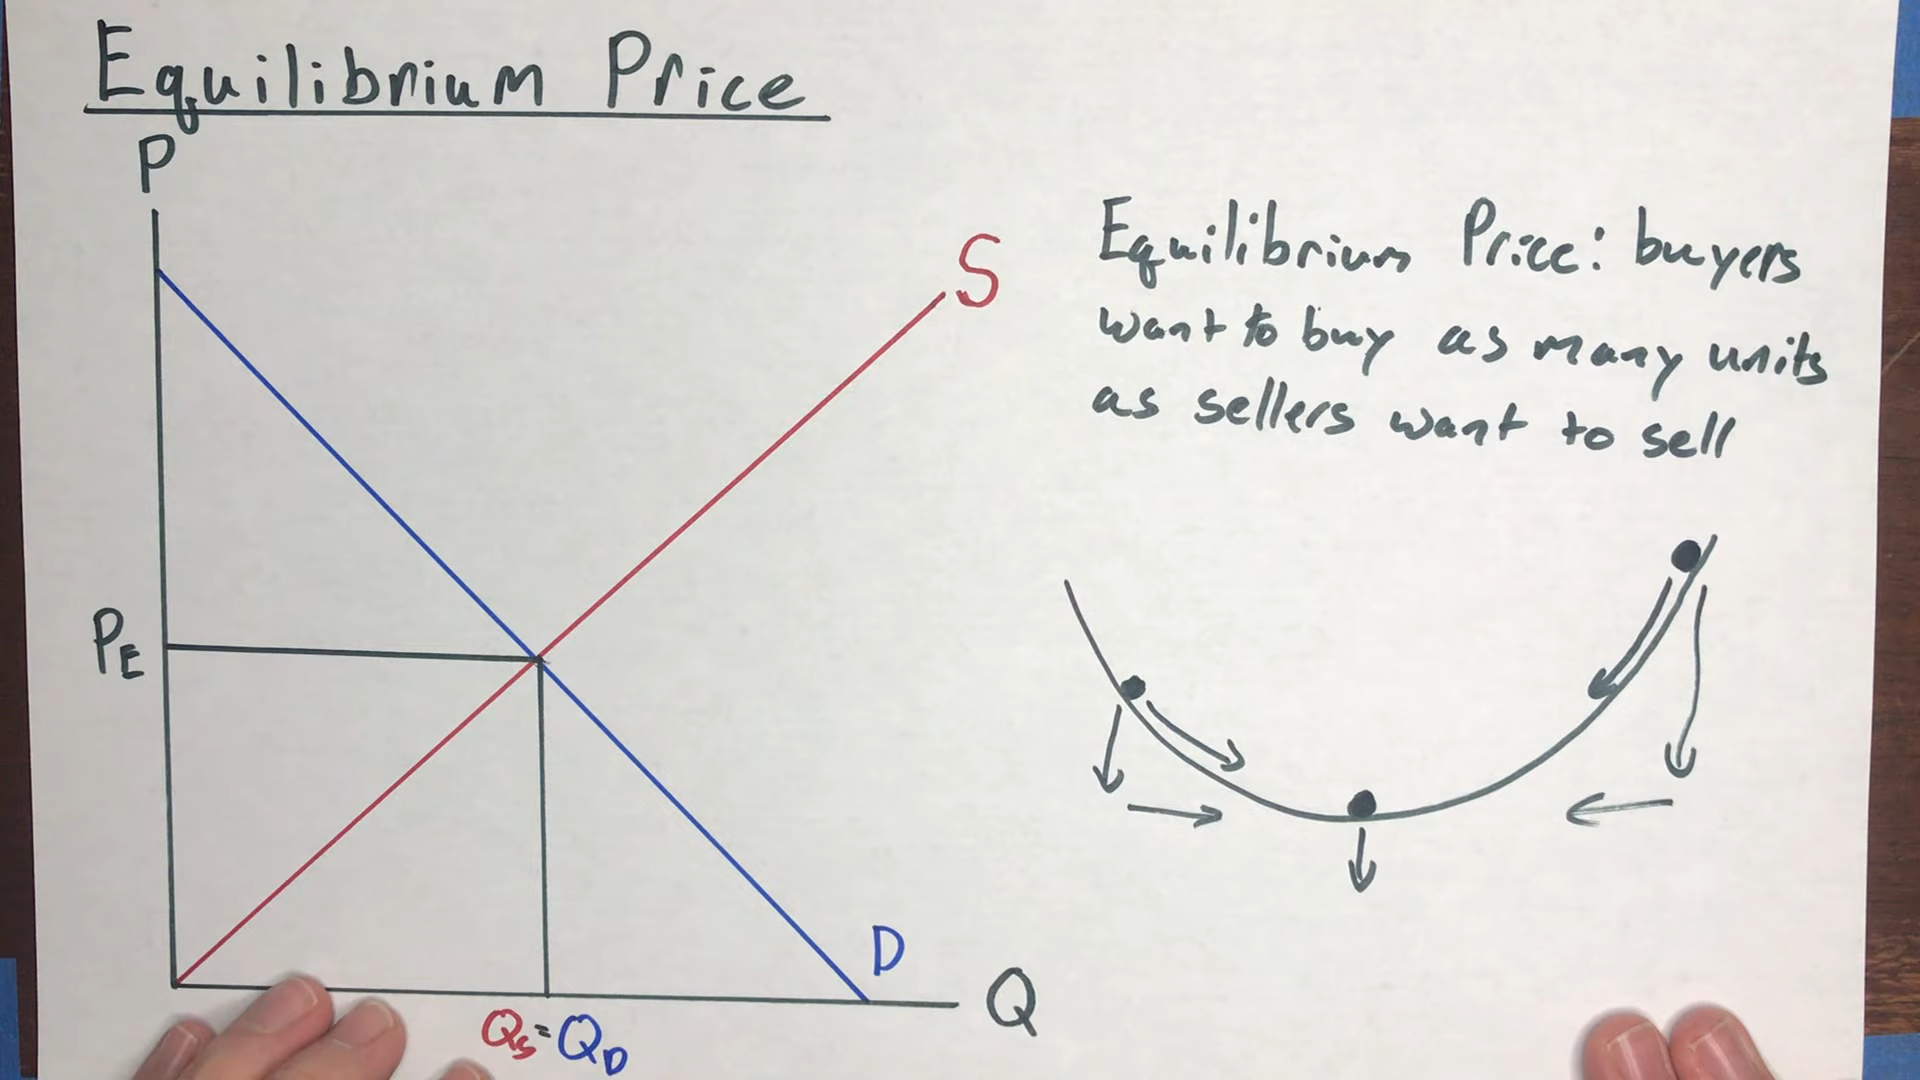 Equilibrium Price
P
S
Equilibrium Price: buyers
want to buy as many units
as sellers want to sell
PE
D
Q
Qs = QD